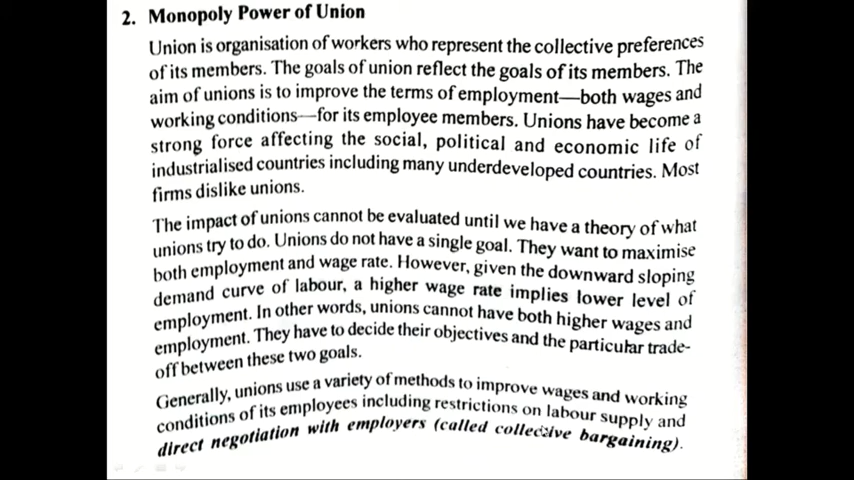 2. Monopoly Power of Union
Union is organisation of workers who represent the collective preferences
of its members. The goals of union reflect the goals of its members. The
aim of unions is to improve the terms of employment—both wages and
working conditions—for its employee members. Unions have become a
strong force affecting the social, political and economic life of
industrialised countries including many underdeveloped countries. Most
firms dislike unions.
The impact of unions cannot be evaluated until we have a theory of what
unions try to do. Unions do not have a single goal. They want to maximise
both employment and wage rate. However, given the downward sloping
demand curve of labour, a higher wage rate implies lower level of
employment. In other words, unions cannot have both higher wages and
employment. They have to decide their objectives and the particular trade-
off between these two goals.
Generally, unions use a variety of methods to improve wages and working
conditions of its employees including restrictions on labour supply and
direct negotiation with employers (called collective bargaining).